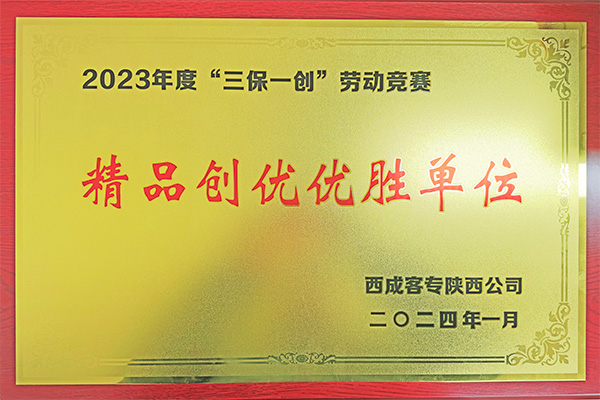 2023年度“三保一创”劳动竞赛
精品创优优胜单位
西成客专陕西公司
二〇二四年一月